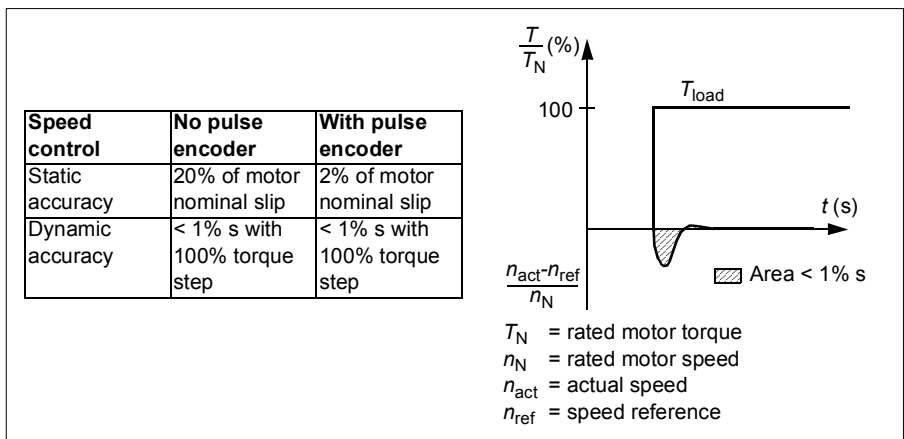 Speed control No pulse encoder With pulse encoder
Static accuracy 20% of motor nominal slip 2% of motor nominal slip
Dynamic accuracy < 1% s with 100% torque step < 1% s with 100% torque step
T/TN (%)
Tload
100
t (s)
nact-nref/nN
Area < 1% s
TN = rated motor torque
nN = rated motor speed
nact = actual speed
nref = speed reference